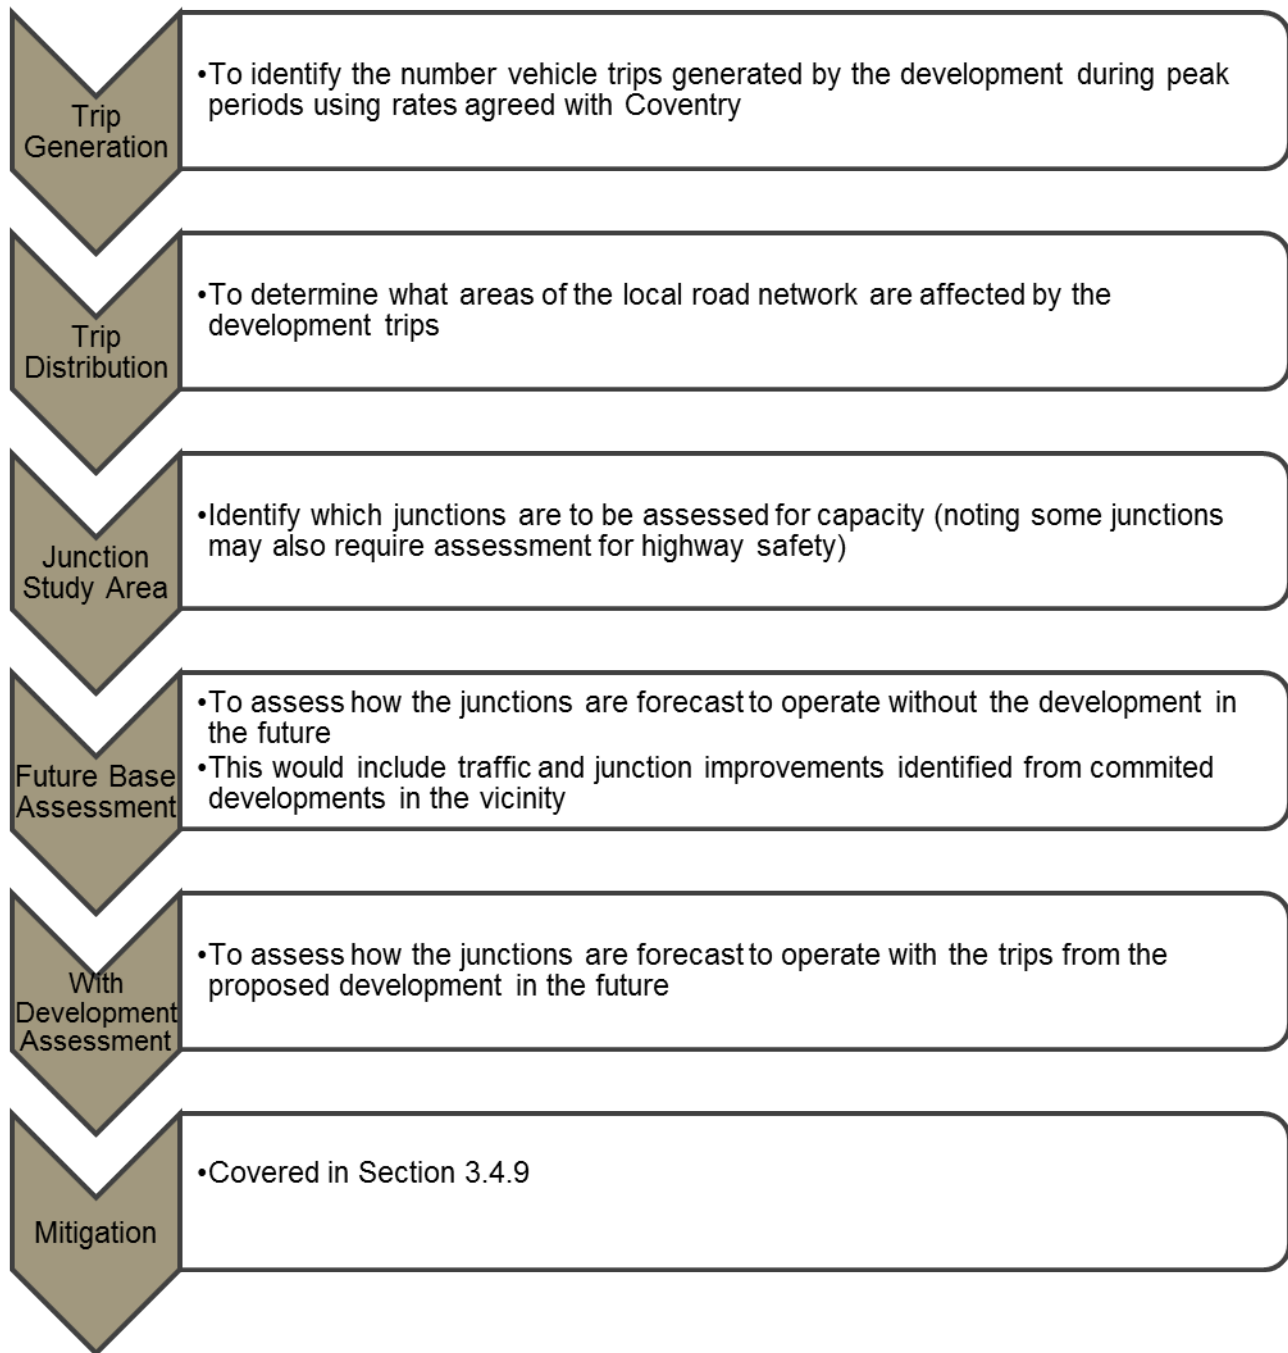 Trip
Generation
•To identify the number vehicle trips generated by the development during peak
periods using rates agreed with Coventry
Trip
Distribution
•To determine what areas of the local road network are affected by the
development trips
Junction
Study Area
•Identify which junctions are to be assessed for capacity (noting some junctions
may also require assessment for highway safety)
Future Base
Assessment
•To assess how the junctions are forecast to operate without the development in
the future
•This would include traffic and junction improvements identified from commited
developments in the vicinity
With
Development
Assessment
•To assess how the junctions are forecast to operate with the trips from the
proposed development in the future
Mitigation
•Covered in Section 3.4.9